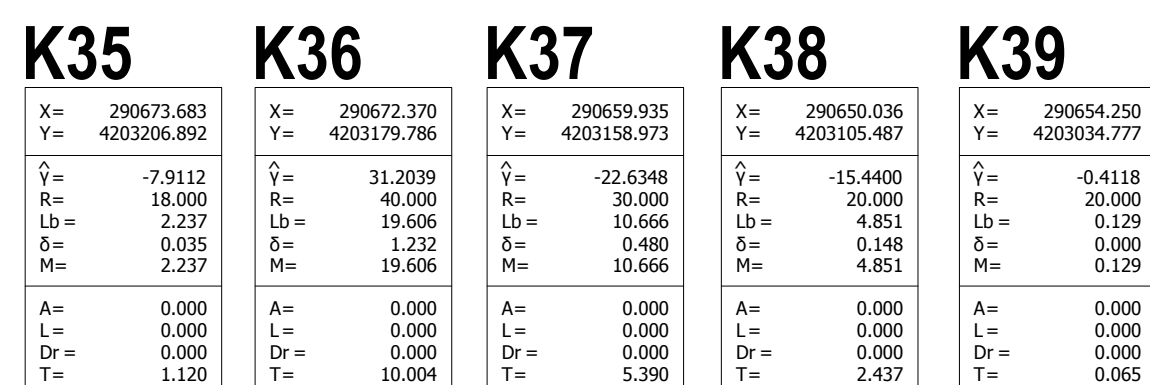 K35 K36 K37 K38 K39
X= 290673.683 X= 290672.370 X= 290659.935 X= 290650.036 X= 290654.250
Y= 4203206.892 Y= 4203179.786 Y= 4203158.973 Y= 4203105.487 Y= 4203034.777
Ŷ= -7.9112 Ŷ= 31.2039 Ŷ= -22.6348 Ŷ= -15.4400 Ŷ= -0.4118
R= 18.000 R= 40.000 R= 30.000 R= 20.000 R= 20.000
Lb = 2.237 Lb = 19.606 Lb = 10.666 Lb = 4.851 Lb = 0.129
δ= 0.035 δ= 1.232 δ= 0.480 δ= 0.148 δ= 0.000
M= 2.237 M= 19.606 M= 10.666 M= 4.851 M= 0.129
A= 0.000 A= 0.000 A= 0.000 A= 0.000 A= 0.000
L= 0.000 L= 0.000 L= 0.000 L= 0.000 L= 0.000
Dr = 0.000 Dr = 0.000 Dr = 0.000 Dr = 0.000 Dr = 0.000
T= 1.120 T= 10.004 T= 5.390 T= 2.437 T= 0.065